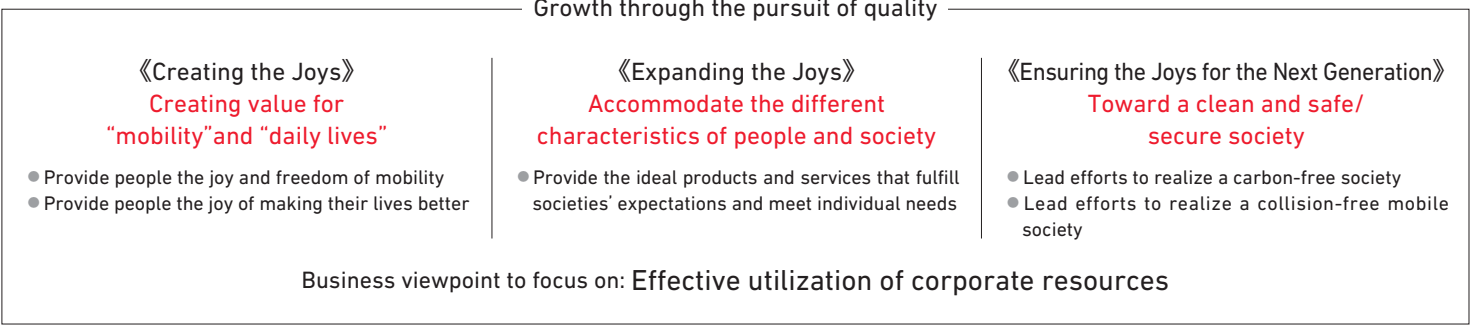 Growth through the pursuit of quality
《Creating the Joys》
Creating value for
“mobility”and “daily lives”
● Provide people the joy and freedom of mobility
● Provide people the joy of making their lives better
《Expanding the Joys》
Accommodate the different
characteristics of people and society
● Provide the ideal products and services that fulfill
societies’ expectations and meet individual needs
《Ensuring the Joys for the Next Generation》
Toward a clean and safe/
secure society
● Lead efforts to realize a carbon-free society
● Lead efforts to realize a collision-free mobile
society
Business viewpoint to focus on: Effective utilization of corporate resources